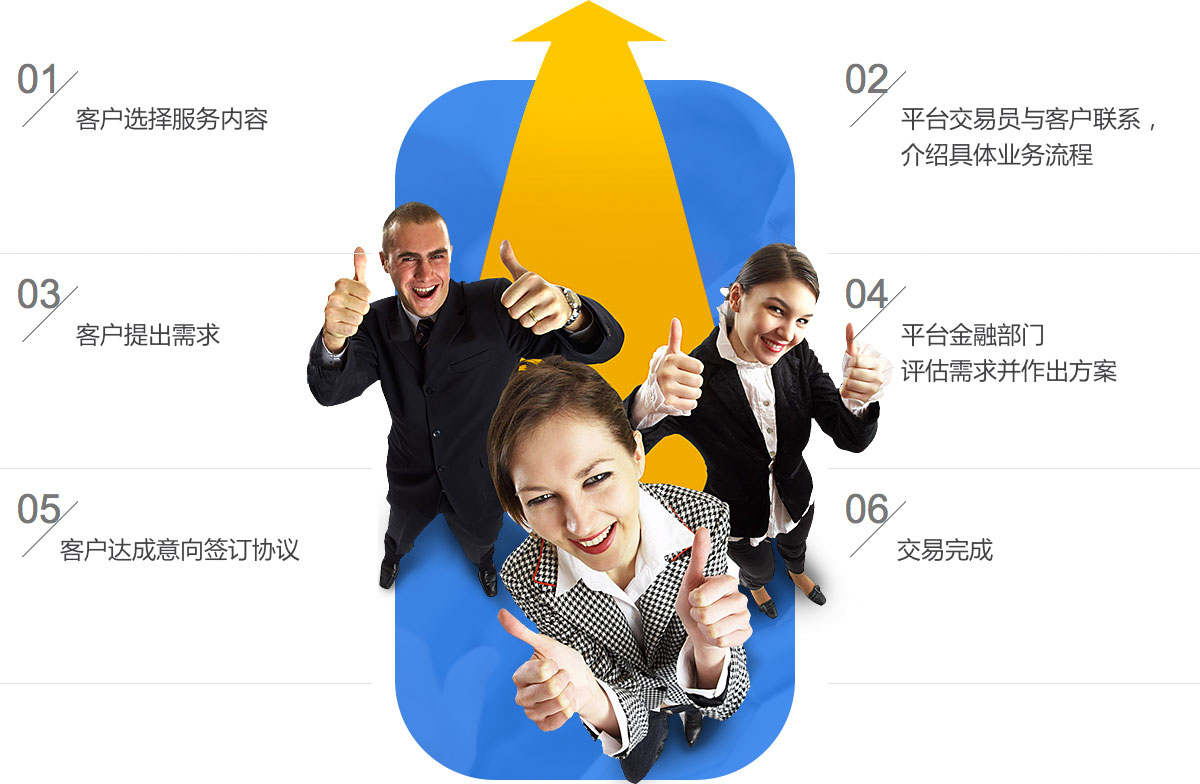 01
客户选择服务内容
02
平台交易员与客户联系，
介绍具体业务流程
03
客户提出需求
04
平台金融部门
评估需求并作出方案
05
客户达成意向签订协议
06
交易完成